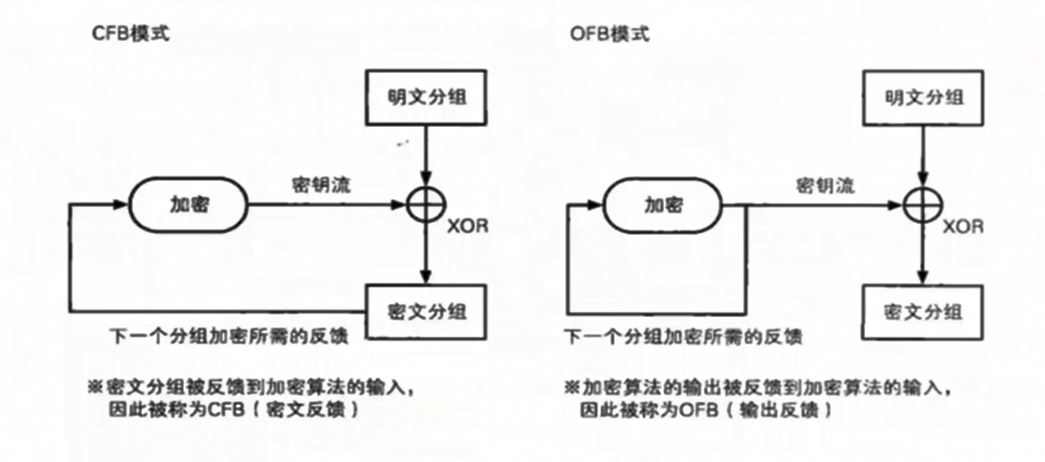 CFB模式
明文分组
加密
密钥流
XOR
密文分组
下一个分组加密所需的反馈
※密文分组被反馈到加密算法的输入，
因此被称为CFB（密文反馈）
OFB模式
明文分组
加密
密钥流
XOR
密文分组
下一个分组加密所需的反馈
※加密算法的输出被反馈到加密算法的输入，
因此被称为OFB（输出反馈）